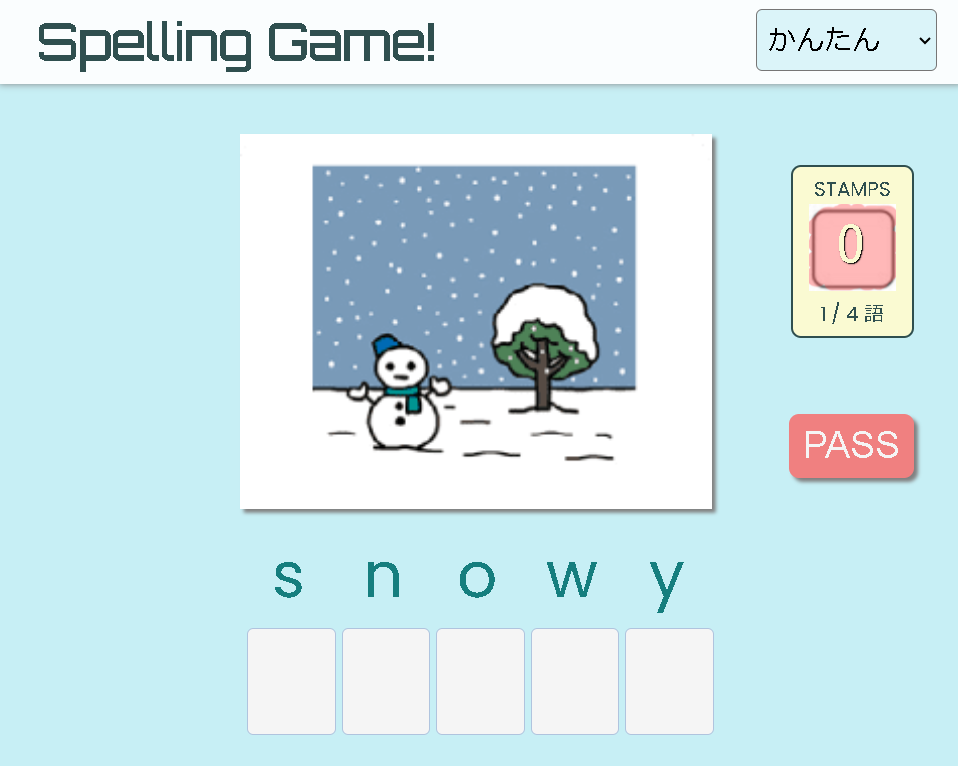 Spelling Game!
かんたん
STAMPS
0
1 / 4 語
PASS
s n o w y